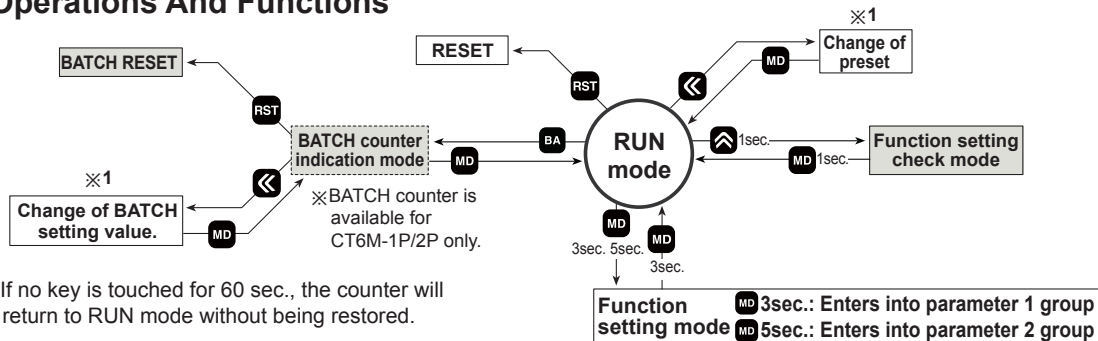 Operations And Functions
※1
BATCH RESET
RESET
Change of
preset
MD
RST
RST
BATCH counter
indication mode
BA
MD
RUN
mode
1sec.
MD 1sec.
Function setting
check mode
※1
Change of BATCH
setting value.
MD
※BATCH counter is
available for
CT6M-1P/2P only.
MD
3sec. 5sec.
MD
3sec.
If no key is touched for 60 sec., the counter will
return to RUN mode without being restored.
Function
setting mode
MD 3sec.: Enters into parameter 1 group
MD 5sec.: Enters into parameter 2 group